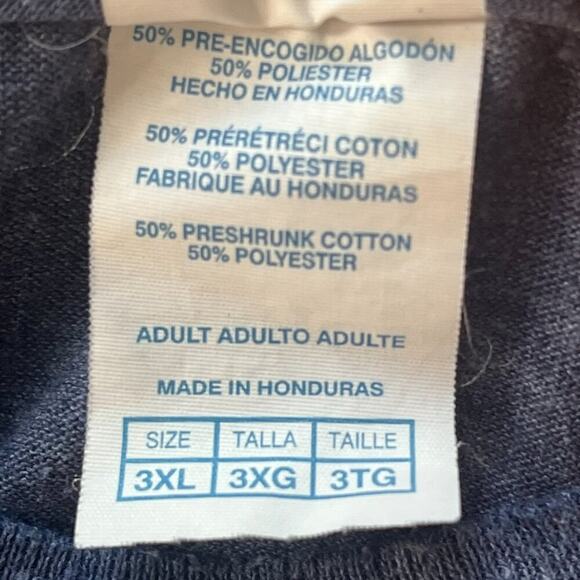 50% PRE-ENCOGIDO ALGODÓN
50% POLIESTER
HECHO EN HONDURAS
50% PRÉRÉTRÉCI COTON
50% POLYESTER
FABRIQUE AU HONDURAS
50% PRESHRUNK COTTON
50% POLYESTER
ADULT ADULTO ADULTE
MADE IN HONDURAS
SIZE TALLA TAILLE
3XL 3XG 3TG